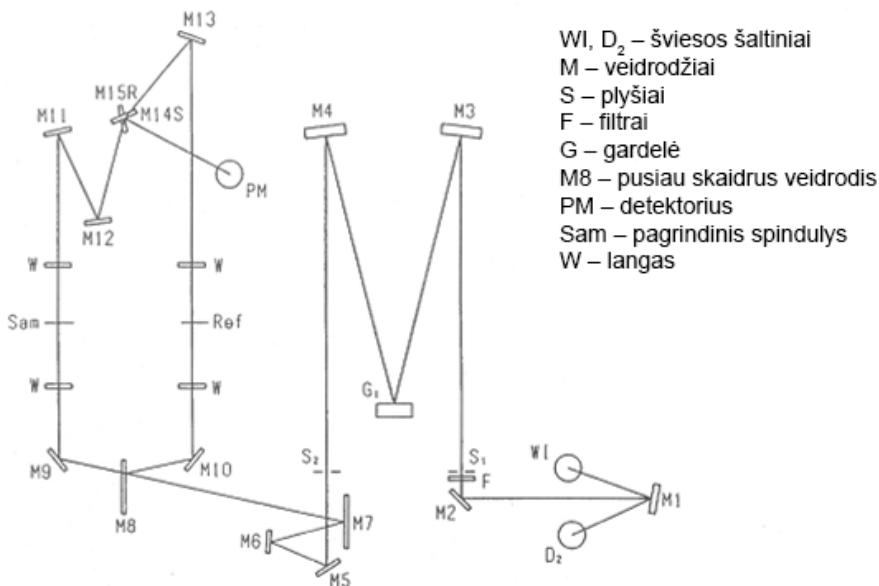 M13
M15R
M11
M14S
M4
M3
PM
M12
W
W
Sam
Ref
G₁
W
W
S₂
S₁
WI
F
M9
M10
M2
M1
M8
M7
M6
D₂
M5
WI, D₂ – šviesos šaltiniai
M – veidrodžiai
S – plyšiai
F – filtrai
G – gardelė
M8 – pusiau skaidrus veidrodis
PM – detektorius
Sam – pagrindinis spindulys
W – langas